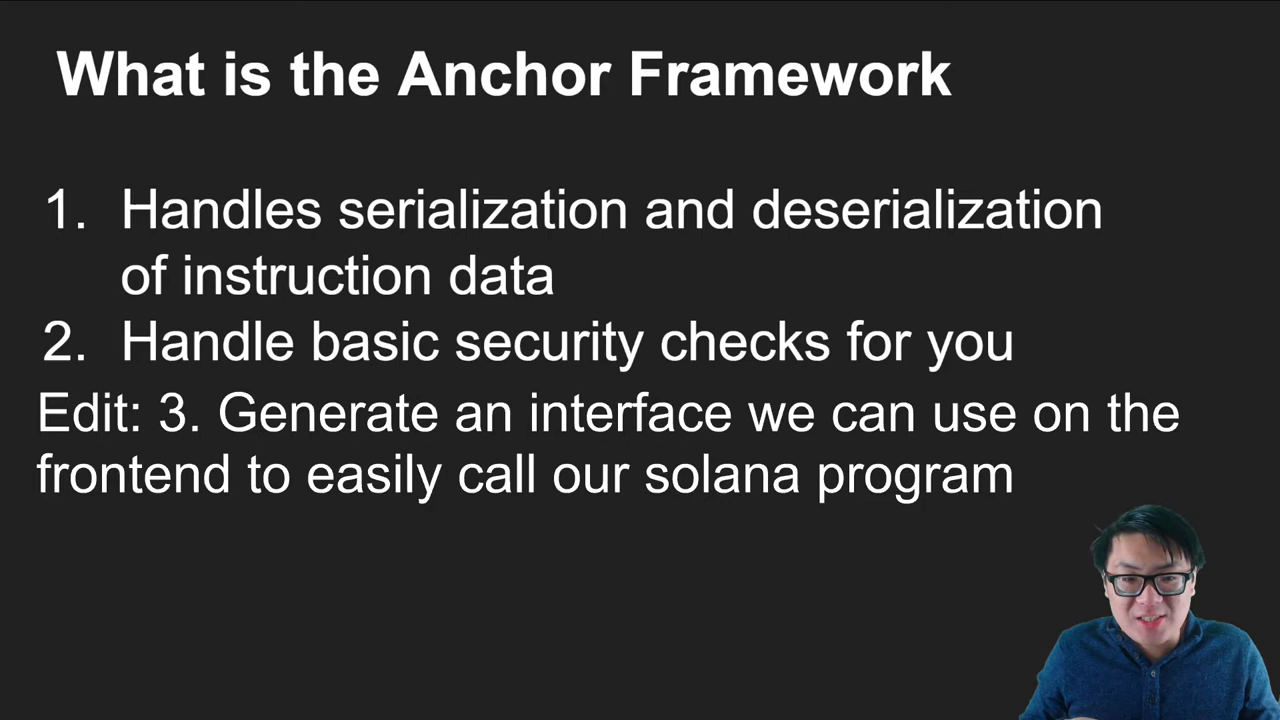 What is the Anchor Framework
1. Handles serialization and deserialization
of instruction data
2. Handle basic security checks for you
Edit: 3. Generate an interface we can use on the
frontend to easily call our solana program